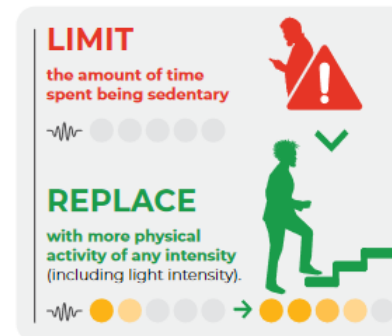 LIMIT
the amount of time
spent being sedentary
!
REPLACE
with more physical
activity of any intensity
(including light intensity).